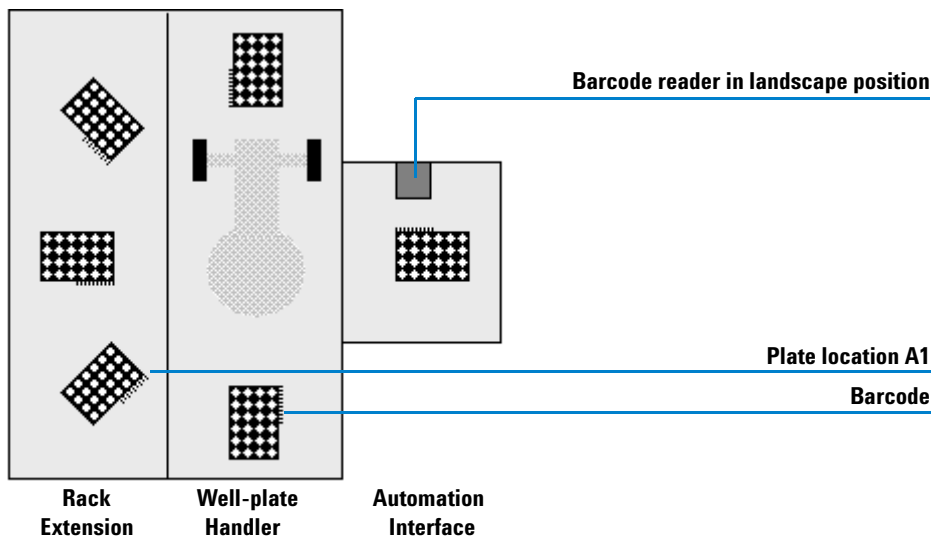 Barcode reader in landscape position
Plate location A1
Barcode
Rack
Extension
Well-plate
Handler
Automation
Interface